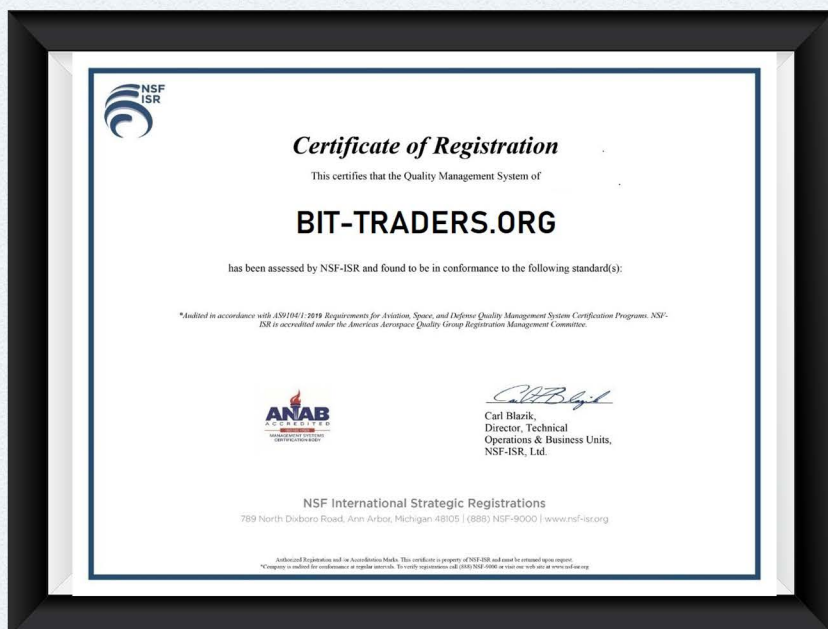 NSF
ISR
Certificate of Registration
This certifies that the Quality Management System of
BIT-TRADERS.ORG
has been assessed by NSF-ISR and found to be in conformance to the following standard(s):
*Audited in accordance with AS9104/1:2019 Requirements for Aviation, Space, and Defense Quality Management System Certification Programs. NSF-
ISR is accredited under the Americas Aerospace Quality Group Registration Management Committee.
ANAB
ACCREDITED
MANAGEMENT SYSTEMS
CERTIFICATION BODY
Carl Blazik,
Director, Technical
Operations & Business Units,
NSF-ISR, Ltd.
NSF International Strategic Registrations
789 North Dixboro Road, Ann Arbor, Michigan 48105 | (888) NSF-9000 | www.nsf-isr.org
Authorized Registration and /or Accreditation Marks. This certificate is property of NSF-ISR and must be returned upon request.
*Company is audited for conformance at regular intervals. To verify registrations call (888) NSF-9000 or visit our web site at www.nsf-isr.org